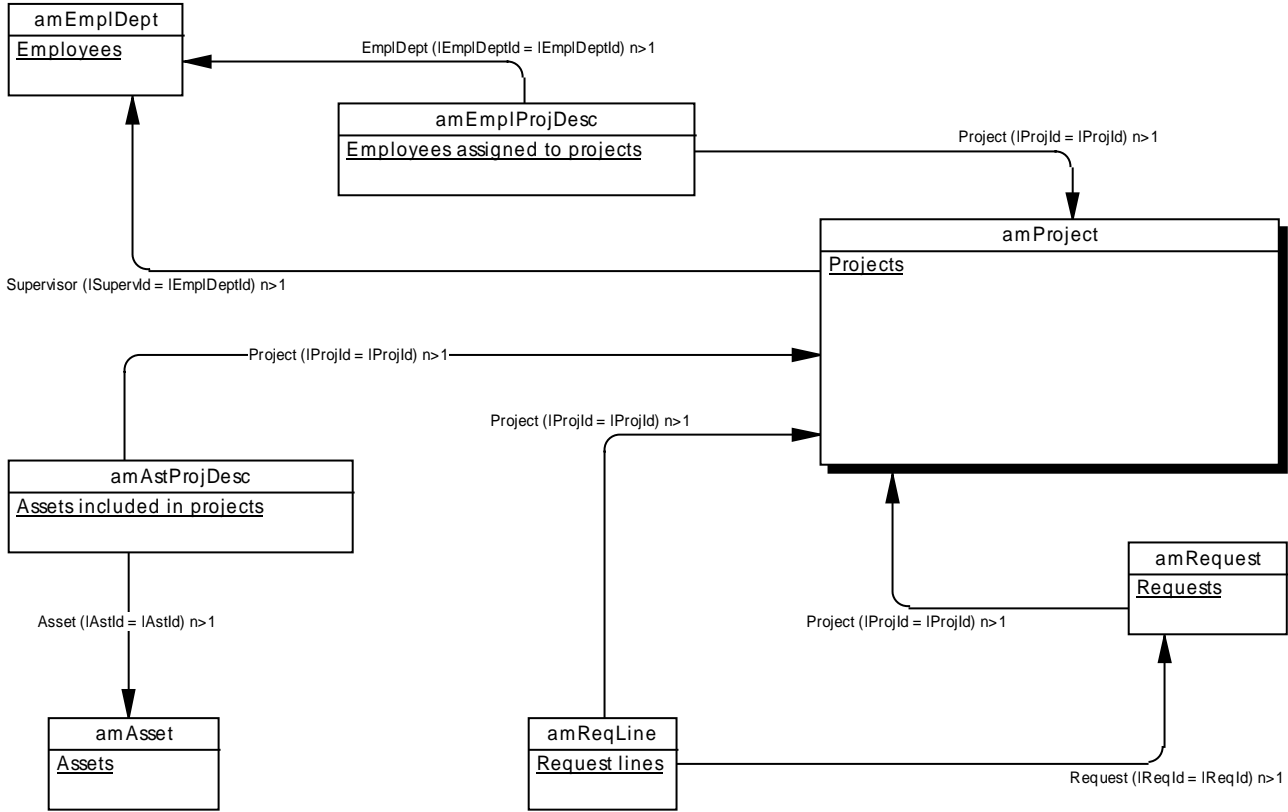 amEmplDept
Employees
EmplDept (lEmplDeptId = lEmplDeptId) n>1
amEmplProjDesc
Employees assigned to projects
Project (lProjId = lProjId) n>1
amProject
Projects
Supervisor (lSupervId = lEmplDeptId) n>1
Project (lProjId = lProjId) n>1
Project (lProjId = lProjId) n>1
amAstProjDesc
Assets included in projects
amRequest
Requests
Asset (lAstId = lAstId) n>1
Project (lProjId = lProjId) n>1
amAsset
Assets
amReqLine
Request lines
Request (lReqId = lReqId) n>1